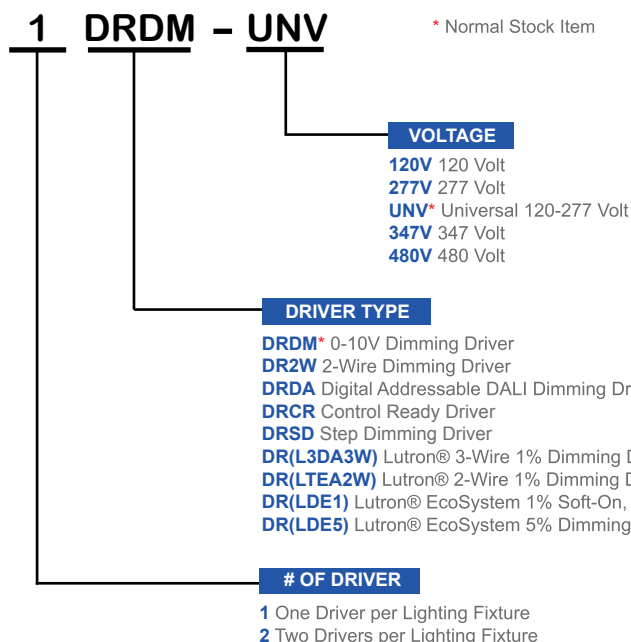 1 DRDM – UNV
* Normal Stock Item
VOLTAGE
120V 120 Volt
277V 277 Volt
UNV* Universal 120-277 Volt
347V 347 Volt
480V 480 Volt
DRIVER TYPE
DRDM* 0-10V Dimming Driver
DR2W 2-Wire Dimming Driver
DRDA Digital Addressable DALI Dimming
DRCR Control Ready Driver
DRSD Step Dimming Driver
DR(L3DA3W) Lutron® 3-Wire 1% Dimming
DR(LTEA2W) Lutron® 2-Wire 1% Dimming
DR(LDE1) Lutron® EcoSystem 1% Soft-On,
DR(LDE5) Lutron® EcoSystem 5% Dimming
# OF DRIVER
1 One Driver per Lighting Fixture
2 Two Drivers per Lighting Fixture